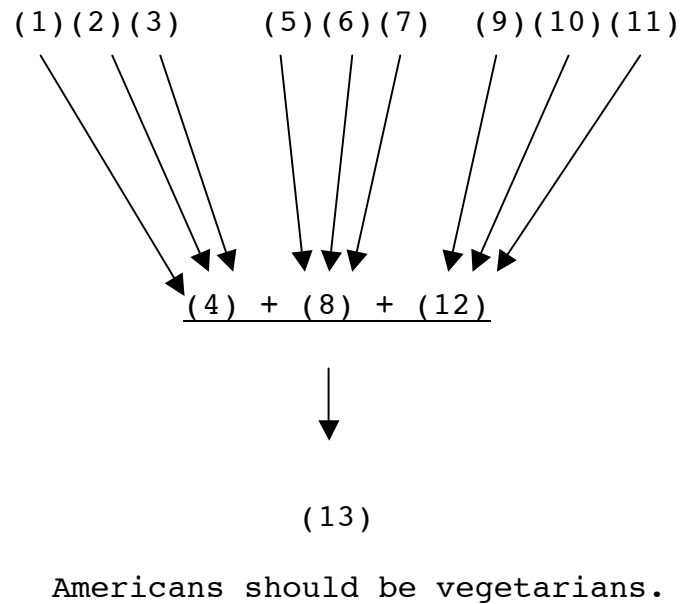 (1)(2)(3) (5)(6)(7) (9)(10)(11)
(4) + (8) + (12)
(13)
Americans should be vegetarians.